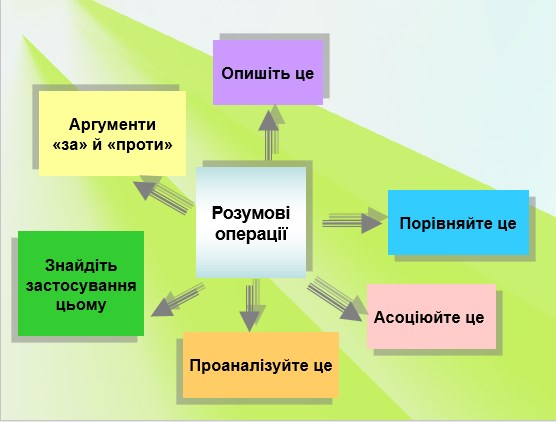 Опишіть це
Аргументи
«за» й «проти»
Розумові
операції
Порівняйте це
Знайдіть
застосування
цьому
Асоціюйте це
Проаналізуйте це